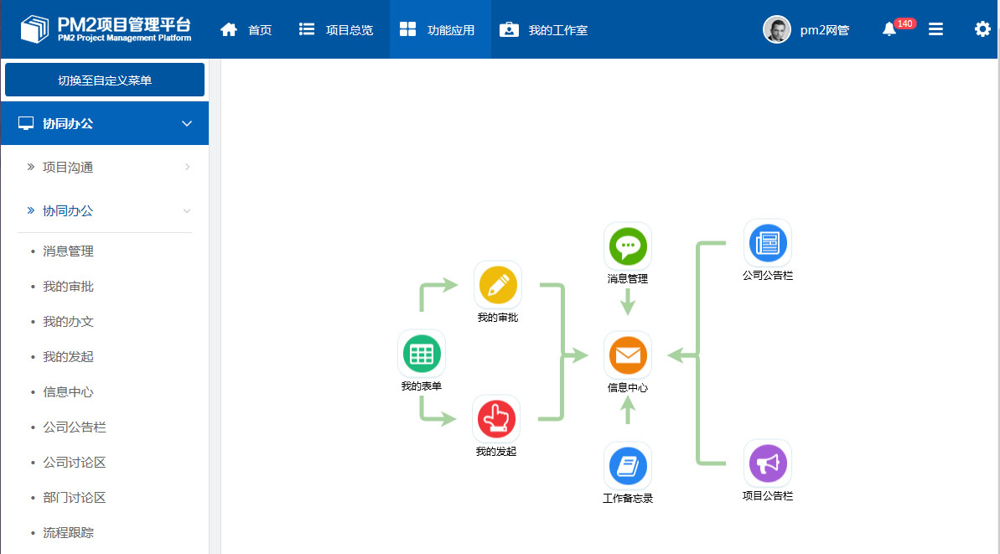 PM2项目管理平台
PM2 Project Management Platform
首页
项目总览
功能应用
我的工作室
pm2网管
140
切换至自定义菜单
协同办公
项目沟通
协同办公
消息管理
我的审批
我的办文
我的发起
信息中心
公司公告栏
公司讨论区
部门讨论区
流程跟踪
消息管理
公司公告栏
我的审批
我的表单
信息中心
我的发起
工作备忘录
项目公告栏